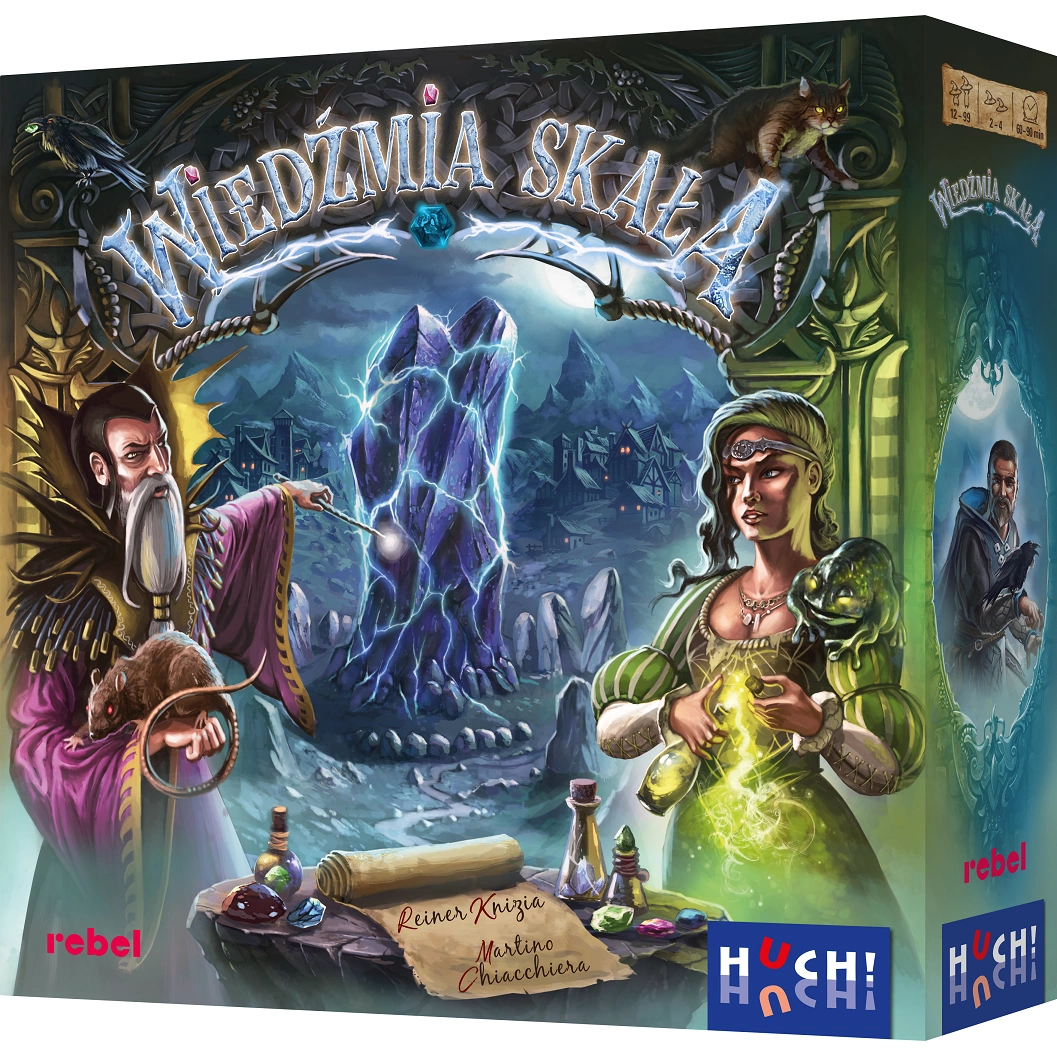 WIEDŹMIA SKAŁA
Reiner Knizia
Martino
Chiacchiera
rebel
HUCH!
12-99
2-4
60-90 min
WIEDŹMIA SKAŁA
rebel
HUCH!